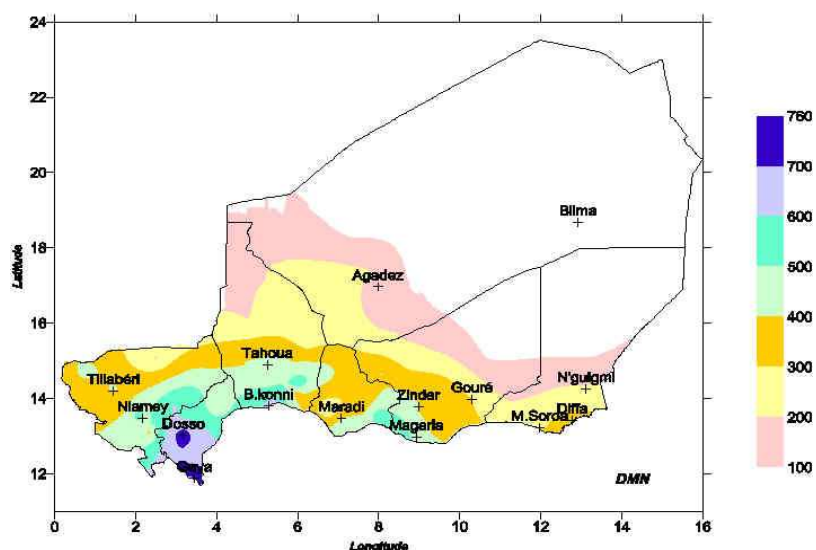 24
22
20
18
16
14
12
Latitude
0 2 4 6 8 10 12 14 16
Longitude
Bilma
Agadez
Tahoua
Tillabéri
Niamey
Dosso
B.konni
Maradi
Zinder
Magaria
Gouré
N'guigmi
Diffa
M.Soroa
Gaya
DMN
760
700
600
500
400
300
200
100